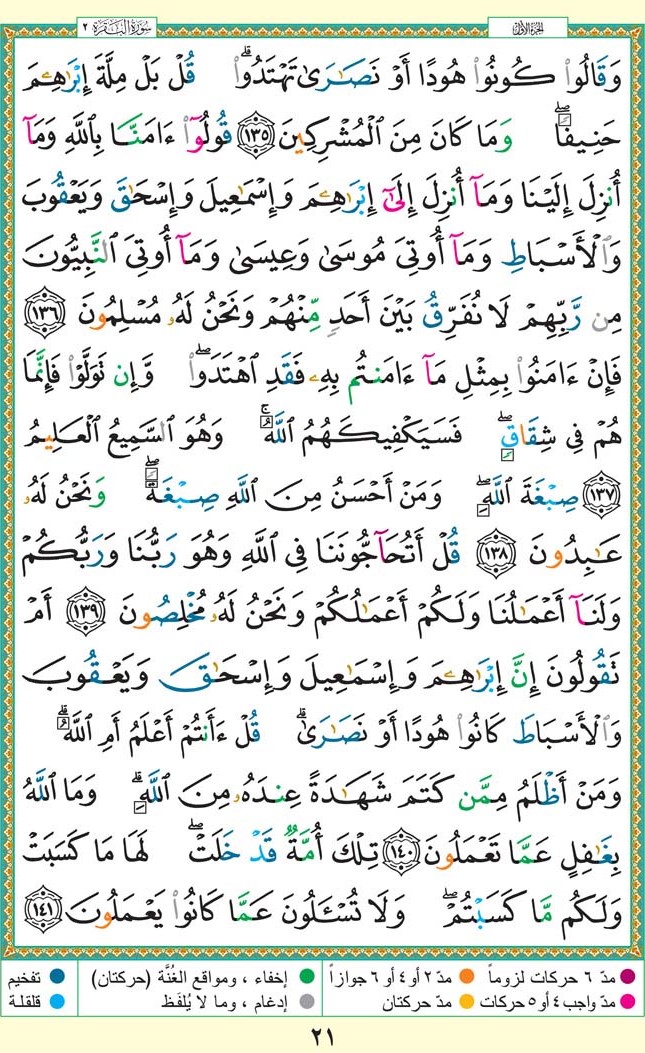 سُورَةُ البَقَرَة ٢
الجُزْءُ الأَوَّلُ
وَقَالُوا۟ كُونُوا۟ هُودًا أَوْ نَصَـٰرَىٰ تَهْتَدُوا۟ۗ قُلْ بَلْ مِلَّةَ إِبْرَٰهِـۧمَ
حَنِيفًاۖ وَمَا كَانَ مِنَ ٱلْمُشْرِكِينَ ١٣٥ قُولُوٓا۟ ءَامَنَّا بِٱللَّهِ وَمَآ
أُنزِلَ إِلَيْنَا وَمَآ أُنزِلَ إِلَىٰٓ إِبْرَٰهِـۧمَ وَإِسْمَـٰعِيلَ وَإِسْحَـٰقَ وَيَعْقُوبَ
وَٱلْأَسْبَاطِ وَمَآ أُوتِىَ مُوسَىٰ وَعِيسَىٰ وَمَآ أُوتِىَ ٱلنَّبِيُّونَ
مِن رَّبِّهِمْ لَا نُفَرِّقُ بَيْنَ أَحَدٍ مِّنْهُمْ وَنَحْنُ لَهُۥ مُسْلِمُونَ ١٣٦
فَإِنْ ءَامَنُوا۟ بِمِثْلِ مَآ ءَامَنتُم بِهِۦ فَقَدِ ٱهْتَدَوا۟ۖ وَّإِن تَوَلَّوْا۟ فَإِنَّمَا
هُمْ فِى شِقَاقٍۖ فَسَيَكْفِيكَهُمُ ٱللَّهُۚ وَهُوَ ٱلسَّمِيعُ ٱلْعَلِيمُ
١٣٧ صِبْغَةَ ٱللَّهِۖ وَمَنْ أَحْسَنُ مِنَ ٱللَّهِ صِبْغَةًۖ وَنَحْنُ لَهُۥ
عَـٰبِدُونَ ١٣٨ قُلْ أَتُحَآجُّونَنَا فِى ٱللَّهِ وَهُوَ رَبُّنَا وَرَبُّكُمْ
وَلَنَآ أَعْمَـٰلُنَا وَلَكُمْ أَعْمَـٰلُكُمْ وَنَحْنُ لَهُۥ مُخْلِصُونَ ١٣٩ أَمْ
تَقُولُونَ إِنَّ إِبْرَٰهِـۧمَ وَإِسْمَـٰعِيلَ وَإِسْحَـٰقَ وَيَعْقُوبَ
وَٱلْأَسْبَاطَ كَانُوا۟ هُودًا أَوْ نَصَـٰرَىٰۗ قُلْ ءَأَنتُمْ أَعْلَمُ أَمِ ٱللَّهُۗ
وَمَنْ أَظْلَمُ مِمَّن كَتَمَ شَهَـٰدَةً عِندَهُۥ مِنَ ٱللَّهِۗ وَمَا ٱللَّهُ
بِغَـٰفِلٍ عَمَّا تَعْمَلُونَ ١٤٠ تِلْكَ أُمَّةٌ قَدْ خَلَتْۖ لَهَا مَا كَسَبَتْ
وَلَكُم مَّا كَسَبْتُمْۖ وَلَا تُسْـَٔلُونَ عَمَّا كَانُوا۟ يَعْمَلُونَ ١٤١
مدّ ٦ حركات لزوماً مدّ ٢ أو ٤ أو ٦ جوازاً إخفاء ، ومواقع الغُنَّة (حركتان) تفخيم
مدّ واجب ٤ أو ٥ حركات مدّ حركتان إدغام ، وما لا يُلفَظ قلقلة
٢١